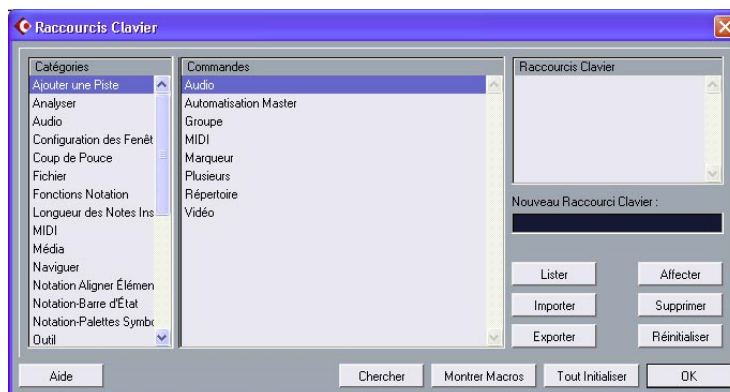 Raccourcis Clavier
Catégories
Ajouter une Piste
Analyser
Audio
Configuration des Fenêt
Coup de Pouce
Fichier
Fonctions Notation
Longueur des Notes Ins
MIDI
Média
Naviguer
Notation Aligner Élémen
Notation-Barre d'État
Notation-Palettes Symbo
Outil
Commandes
Audio
Automatisation Master
Groupe
MIDI
Marqueur
Plusieurs
Répertoire
Vidéo
Raccourcis Clavier
Nouveau Raccourci Clavier :
Lister
Affecter
Importer
Supprimer
Exporter
Réinitialiser
Aide
Chercher
Montrer Macros
Tout Initialiser
OK